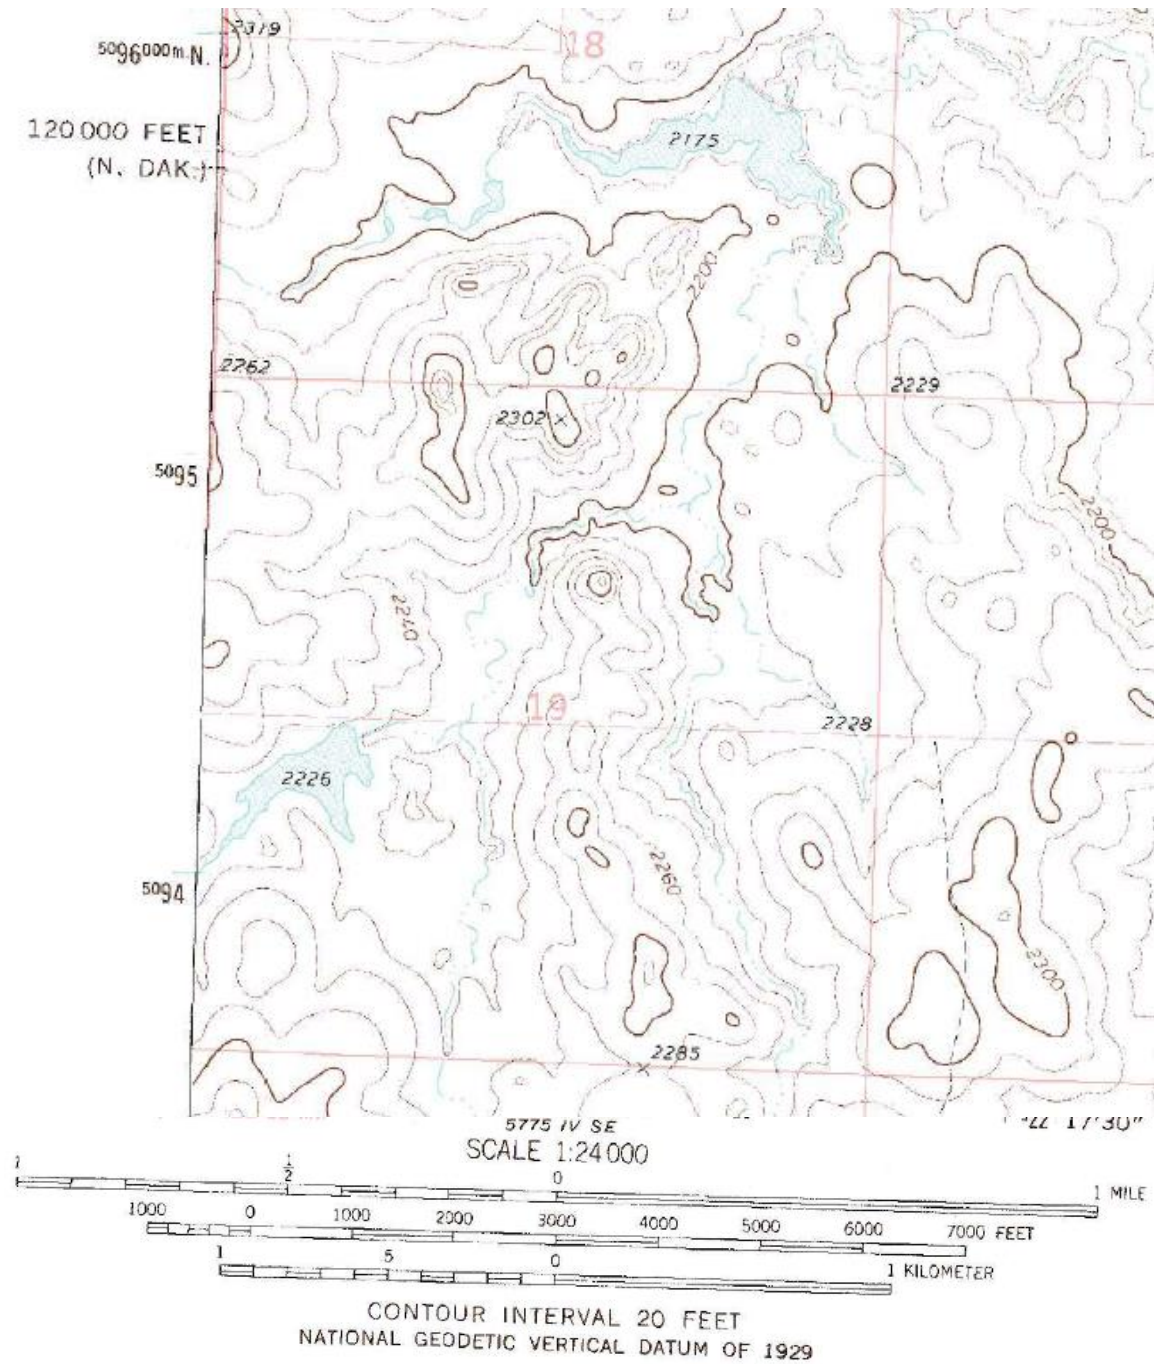 2319
18
5096000m.N.
120 000 FEET
(N. DAK.)
2175
2200
2262
2229
2302
5095
2200
2240
19
2228
2226
2260
5094
2300
2285
5775 IV SE
17'30"
SCALE 1:24 000
1 1/2 0 1 MILE
1000 0 1000 2000 3000 4000 5000 6000 7000 FEET
1 5 0 1 KILOMETER
CONTOUR INTERVAL 20 FEET
NATIONAL GEODETIC VERTICAL DATUM OF 1929